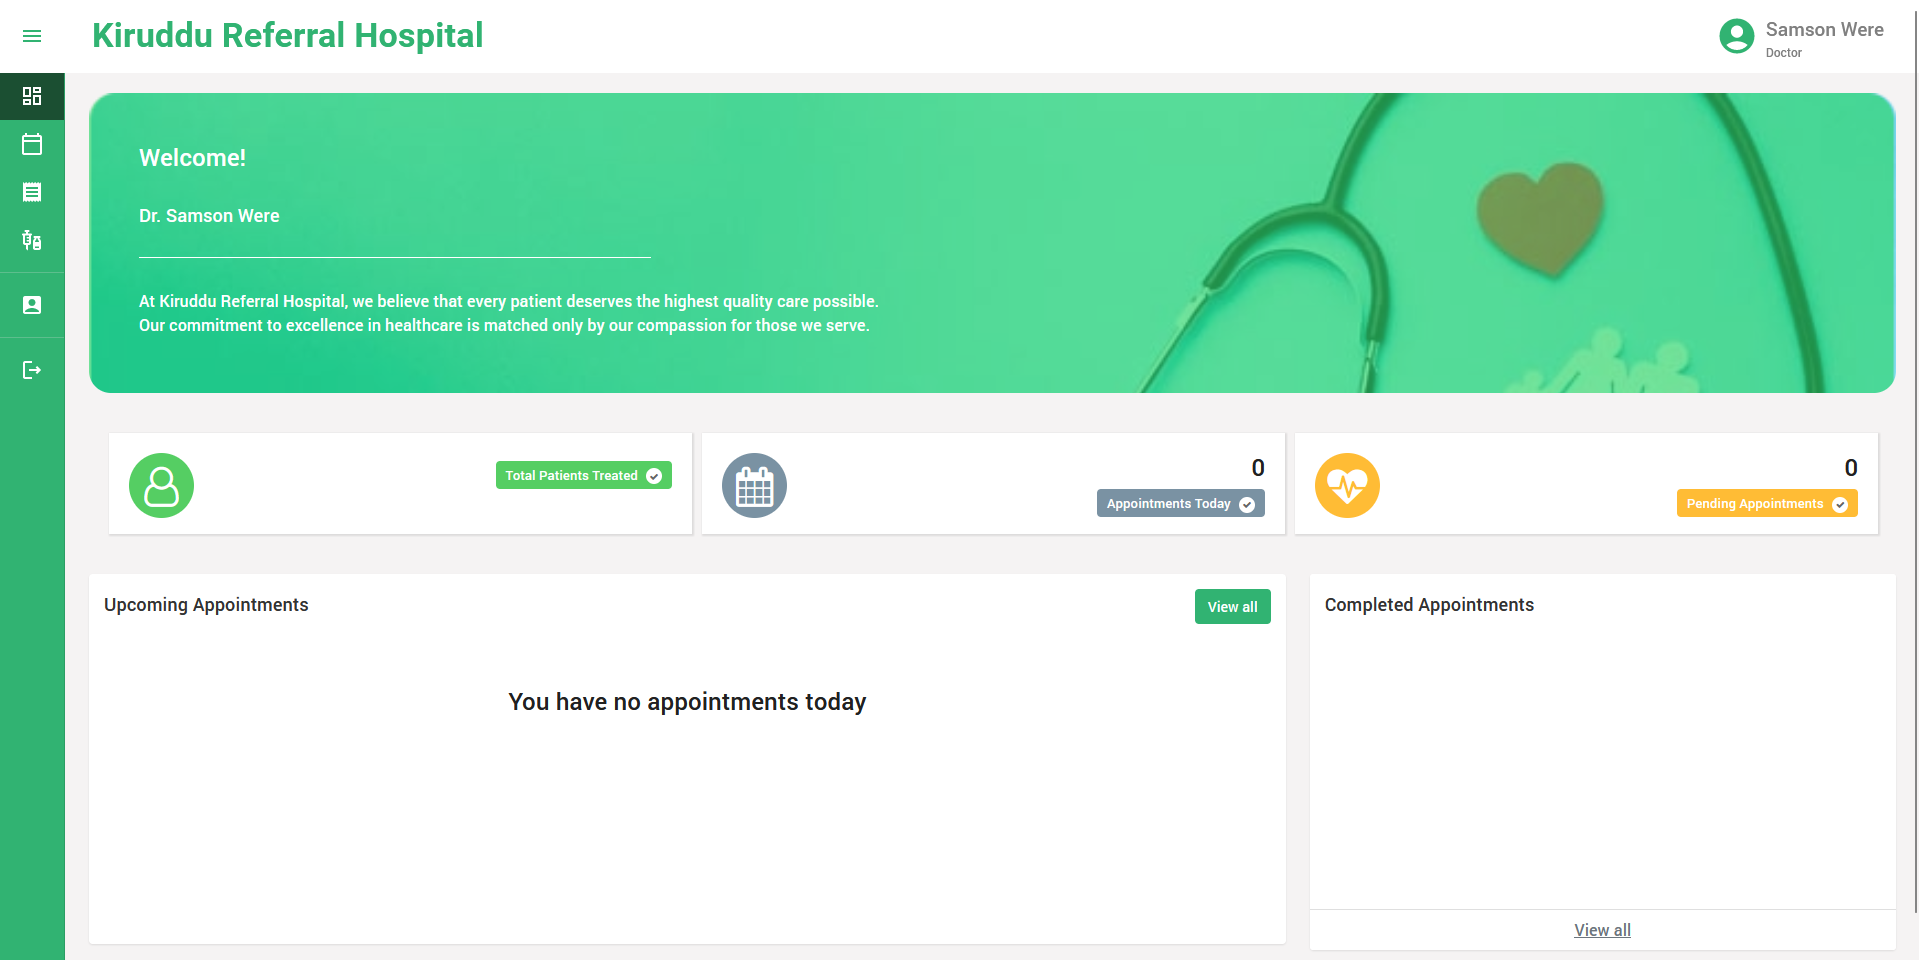 Kiruddu Referral Hospital
Samson Were
Doctor
Welcome!
Dr. Samson Were
At Kiruddu Referral Hospital, we believe that every patient deserves the highest quality care possible.
Our commitment to excellence in healthcare is matched only by our compassion for those we serve.
Total Patients Treated
0
Appointments Today
0
Pending Appointments
Upcoming Appointments
View all
You have no appointments today
Completed Appointments
View all